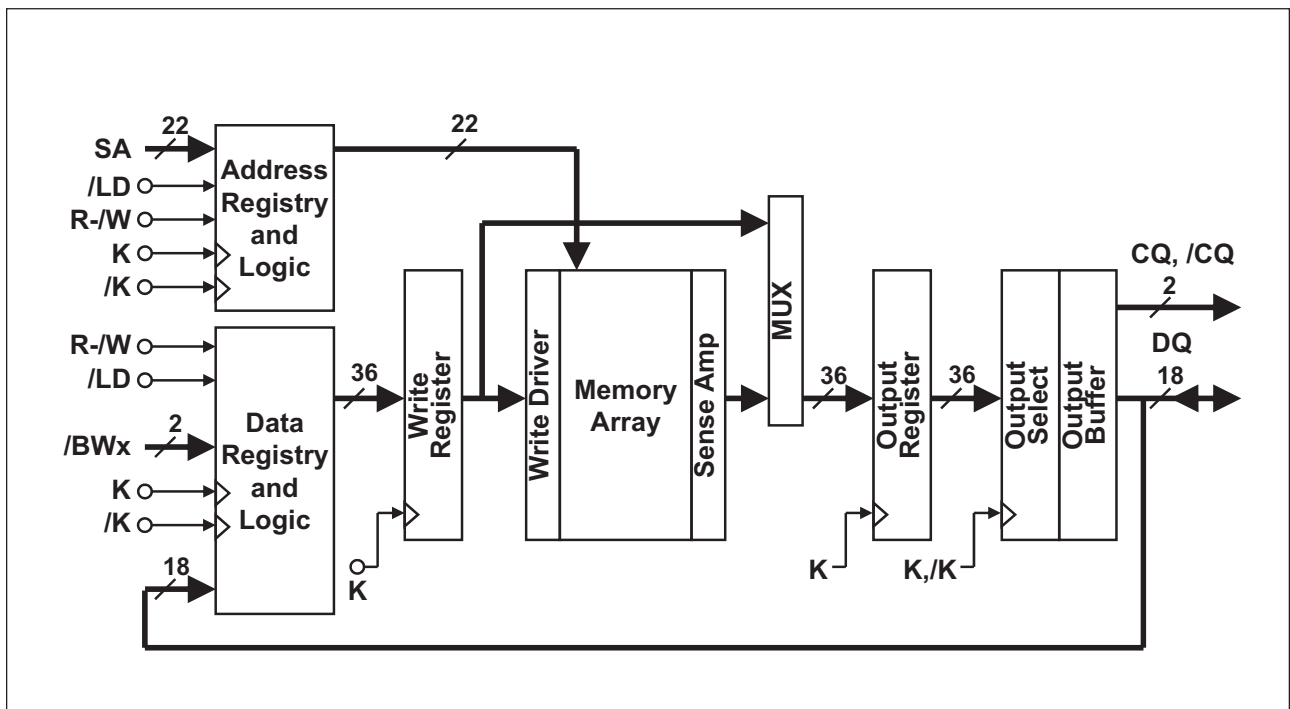 22
SA
/LD
R-/W
K
/K
Address
Registry
and
Logic
22
R-/W
/LD
2
/BWx
K
/K
18
Data
Registry
and
Logic
36
Write
Register
K
Write Driver
Memory
Array
Sense Amp
MUX
36
Output
Register
K
36
Output
Select
K,/K
Output
Buffer
CQ, /CQ
2
DQ
18